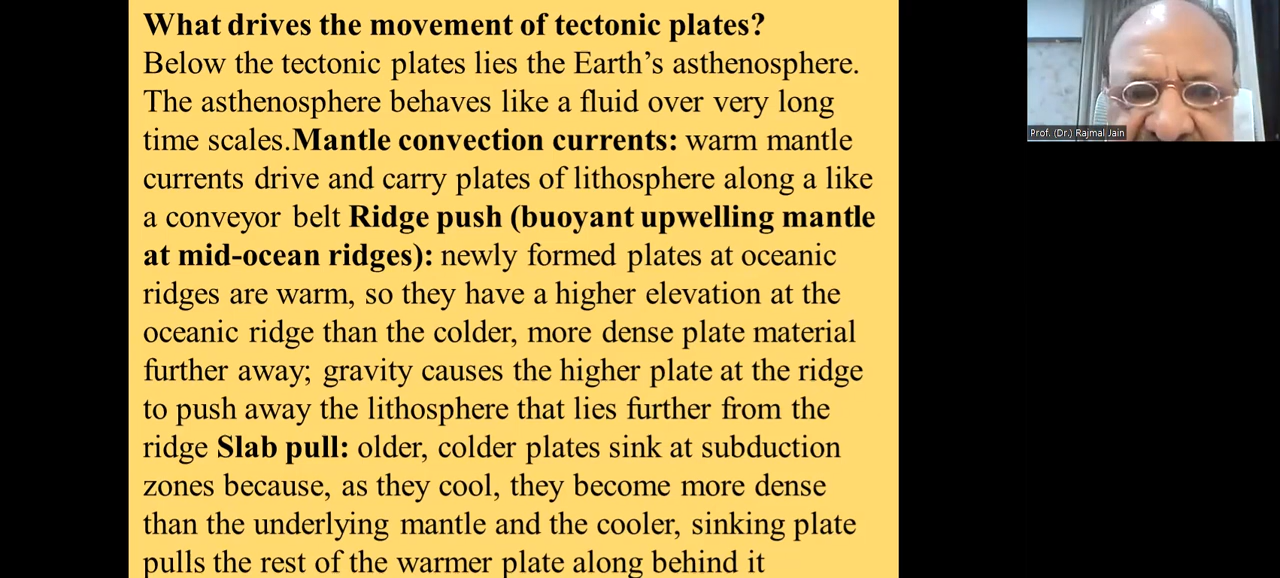 What drives the movement of tectonic plates?
Below the tectonic plates lies the Earth’s asthenosphere.
The asthenosphere behaves like a fluid over very long
time scales.Mantle convection currents: warm mantle
currents drive and carry plates of lithosphere along a like
a conveyor belt Ridge push (buoyant upwelling mantle
at mid-ocean ridges): newly formed plates at oceanic
ridges are warm, so they have a higher elevation at the
oceanic ridge than the colder, more dense plate material
further away; gravity causes the higher plate at the ridge
to push away the lithosphere that lies further from the
ridge Slab pull: older, colder plates sink at subduction
zones because, as they cool, they become more dense
than the underlying mantle and the cooler, sinking plate
pulls the rest of the warmer plate along behind it
Prof. (Dr.) Rajmal Jain